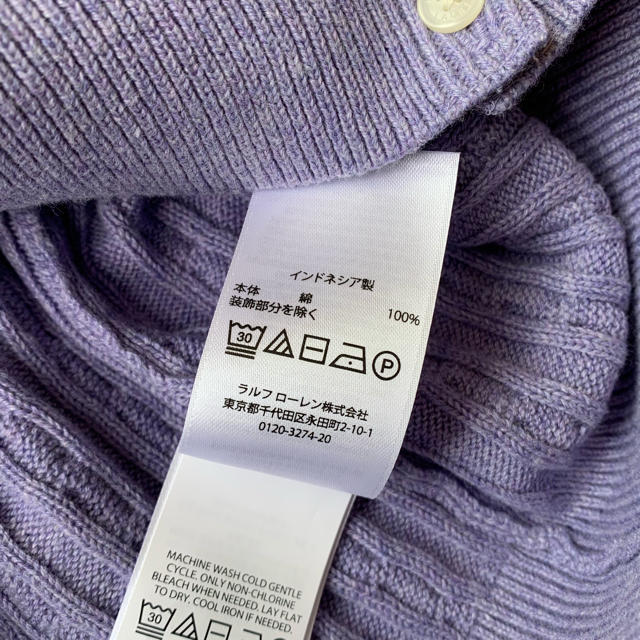 インドネシア製
本体 綿 100%
装飾部分を除く
30 P
ラルフ ローレン株式会社
東京都千代田区永田町2-10-1
0120-3274-20
MACHINE WASH COLD GENTLE
CYCLE. ONLY NON-CHLORINE
BLEACH WHEN NEEDED. LAY FLAT
TO DRY, COOL IRON IF NEEDED.
30